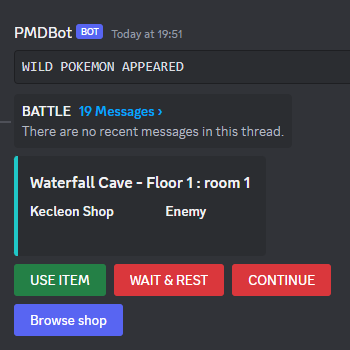 PMDBot BOT Today at 19:51
WILD POKEMON APPEARED
BATTLE 19 Messages ›
There are no recent messages in this thread.
Waterfall Cave - Floor 1 : room 1
Kecleon Shop Enemy
USE ITEM WAIT & REST CONTINUE
Browse shop